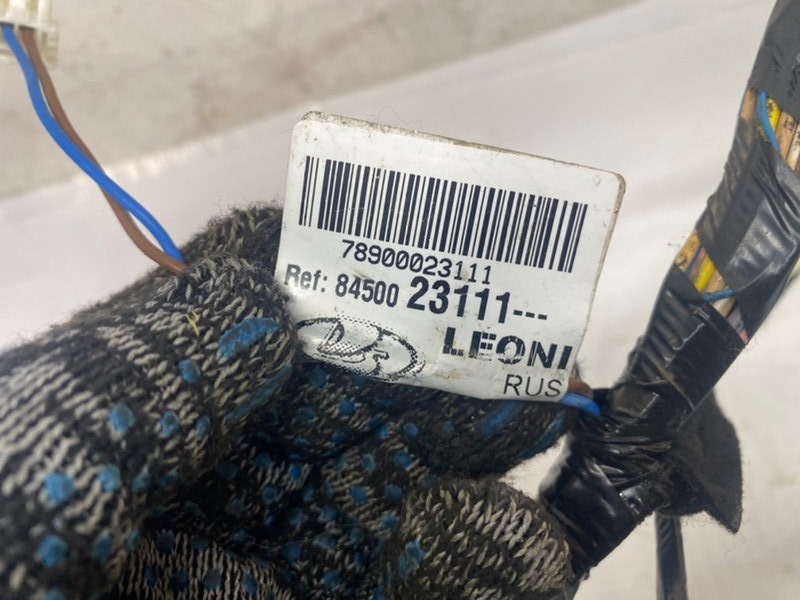 78900023111
Ref: 84500 23111---
LEONI
RUS